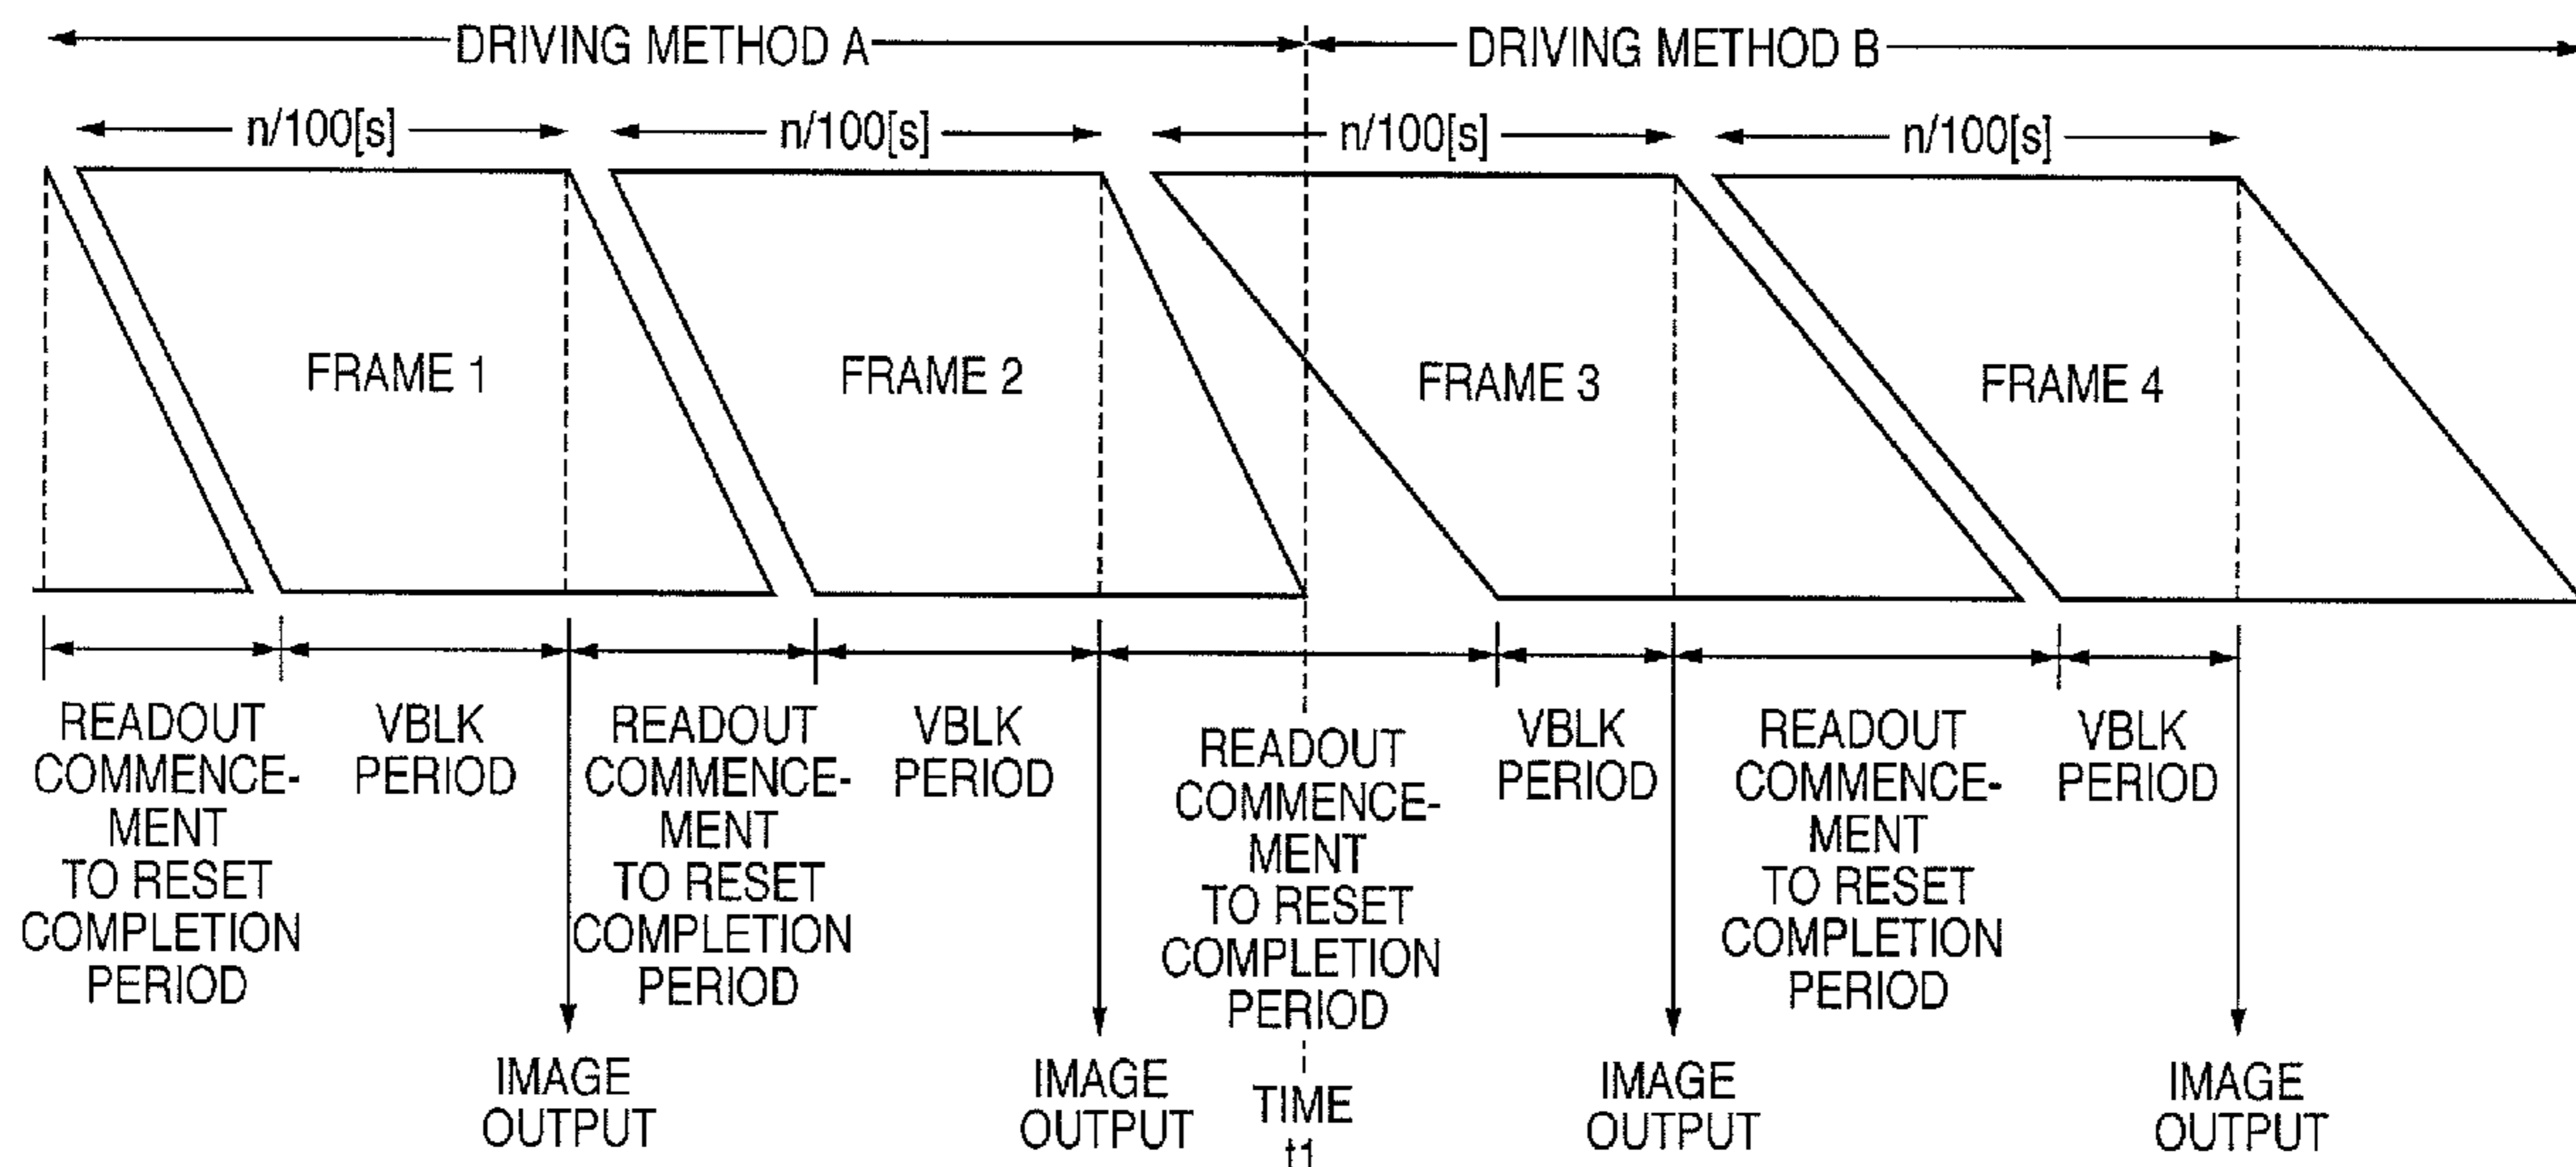 DRIVING METHOD A
DRIVING METHOD B
n/100[s]
n/100[s]
n/100[s]
n/100[s]
FRAME 1
FRAME 2
FRAME 3
FRAME 4
READOUT
COMMENCE-
MENT
TO RESET
COMPLETION
PERIOD
VBLK
PERIOD
READOUT
COMMENCE-
MENT
TO RESET
COMPLETION
PERIOD
VBLK
PERIOD
READOUT
COMMENCE-
MENT
TO RESET
COMPLETION
PERIOD
VBLK
PERIOD
READOUT
COMMENCE-
MENT
TO RESET
COMPLETION
PERIOD
VBLK
PERIOD
IMAGE
OUTPUT
IMAGE
OUTPUT
TIME
t1
IMAGE
OUTPUT
IMAGE
OUTPUT